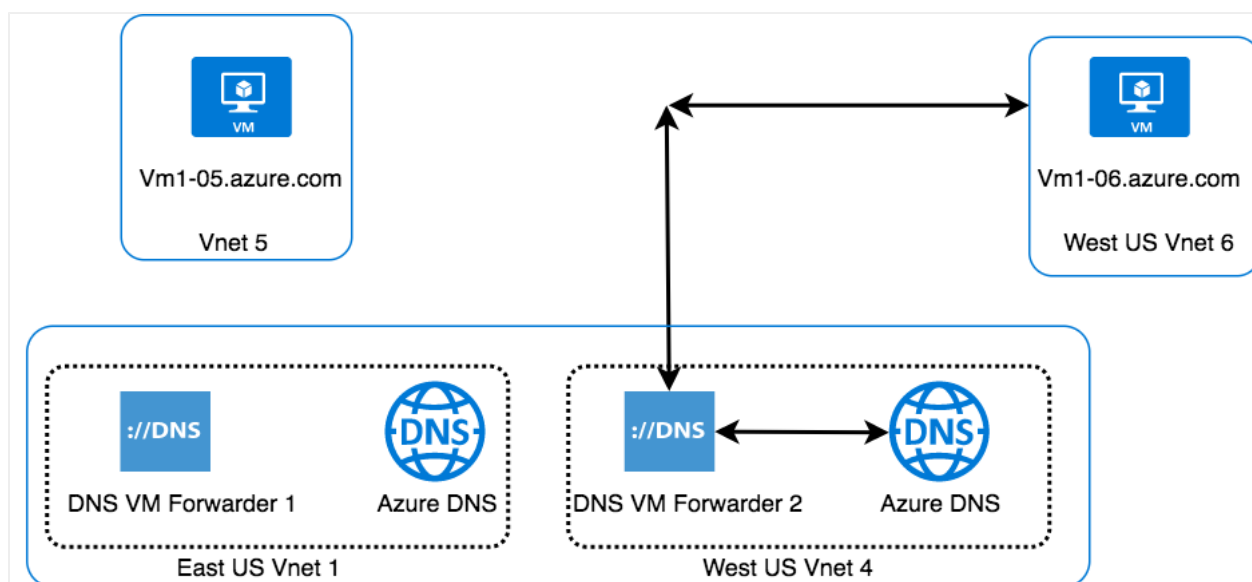 VM
Vm1-05.azure.com
Vnet 5
VM
Vm1-06.azure.com
West US Vnet 6
://DNS
DNS VM Forwarder 1
DNS
Azure DNS
East US Vnet 1
://DNS
DNS VM Forwarder 2
DNS
Azure DNS
West US Vnet 4